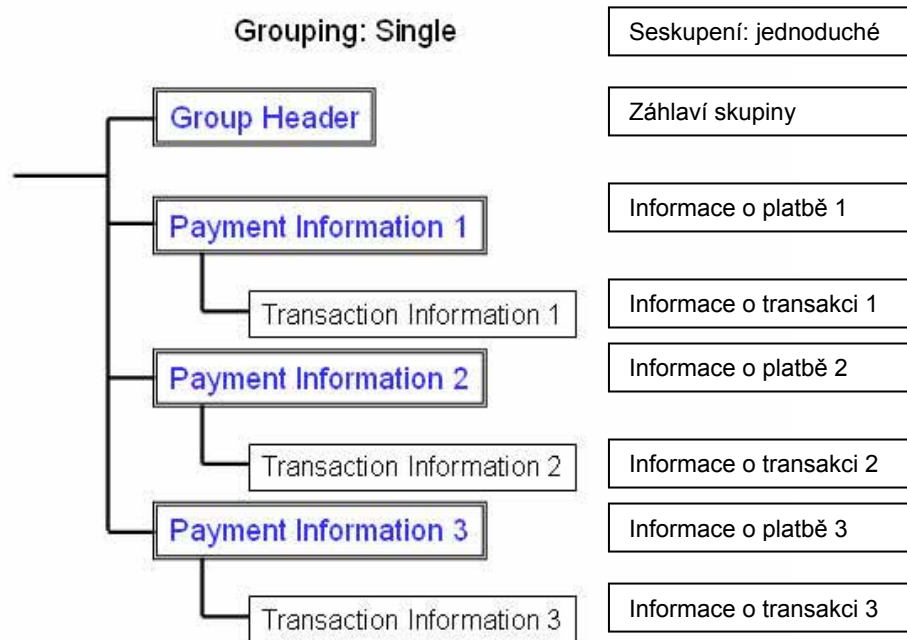 Grouping: Single
Seskupení: jednoduché
Group Header
Záhlaví skupiny
Payment Information 1
Informace o platbě 1
Transaction Information 1
Informace o transakci 1
Payment Information 2
Informace o platbě 2
Transaction Information 2
Informace o transakci 2
Payment Information 3
Informace o platbě 3
Transaction Information 3
Informace o transakci 3